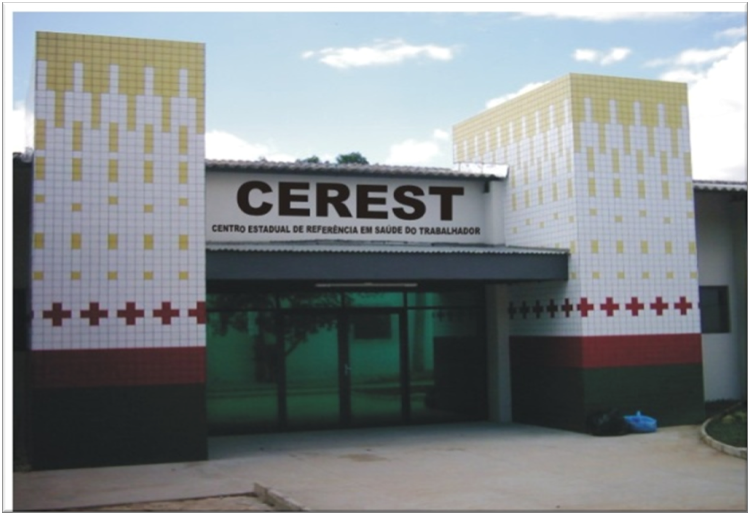 CEREST
CENTRO ESTADUAL DE REFERÊNCIA EM SAÚDE DO TRABALHADOR